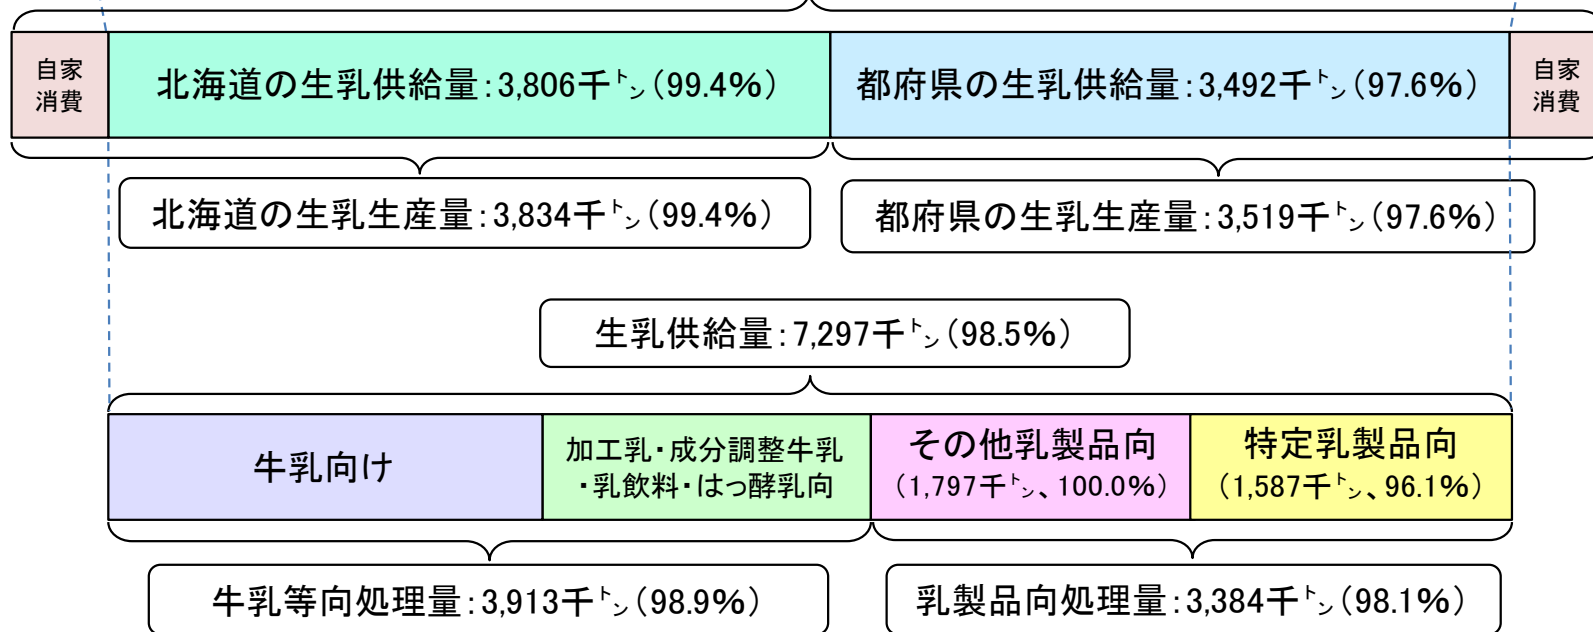 自家
消費
北海道の生乳供給量：3,806千㌧（99.4%）
都府県の生乳供給量：3,492千㌧（97.6%）
自家
消費
北海道の生乳生産量：3,834千㌧（99.4%）
都府県の生乳生産量：3,519千㌧（97.6%）
生乳供給量：7,297千㌧（98.5%）
牛乳向け
加工乳・成分調整牛乳
・乳飲料・はっ酵乳向
その他乳製品向
（1,797千㌧、100.0%）
特定乳製品向
（1,587千㌧、96.1%）
牛乳等向処理量：3,913千㌧（98.9%）
乳製品向処理量：3,384千㌧（98.1%）